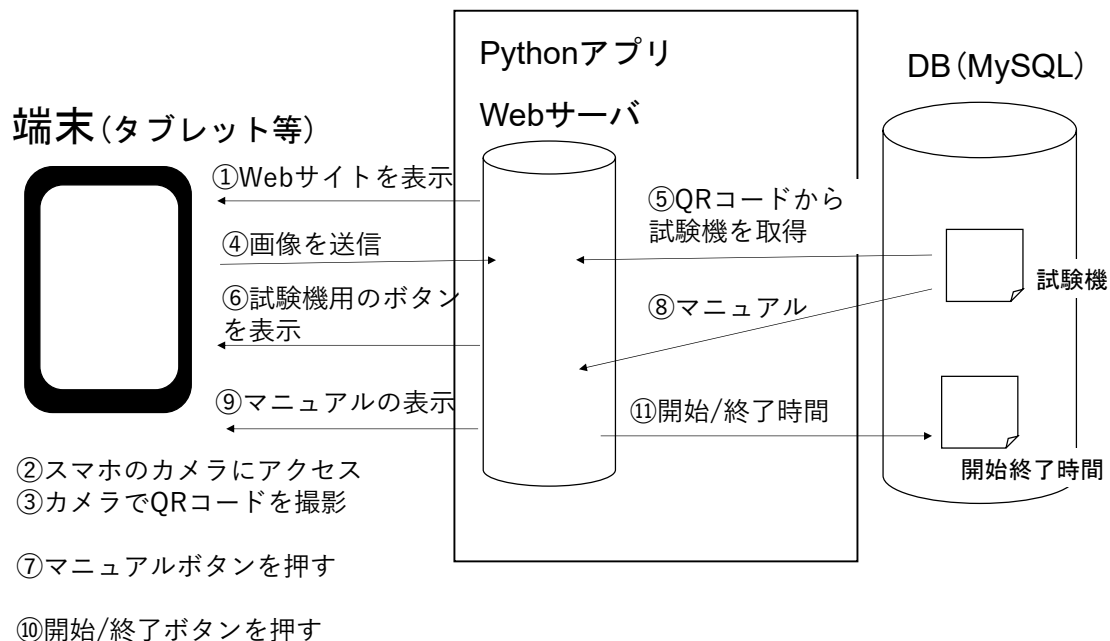 Pythonアプリ
DB(MySQL)
Webサーバ
端末(タブレット等)
①Webサイトを表示
⑤QRコードから
試験機を取得
④画像を送信
試験機
⑥試験機用のボタン
を表示
⑧マニュアル
⑨マニュアルの表示
⑪開始/終了時間
開始終了時間
②スマホのカメラにアクセス
③カメラでQRコードを撮影
⑦マニュアルボタンを押す
⑩開始/終了ボタンを押す